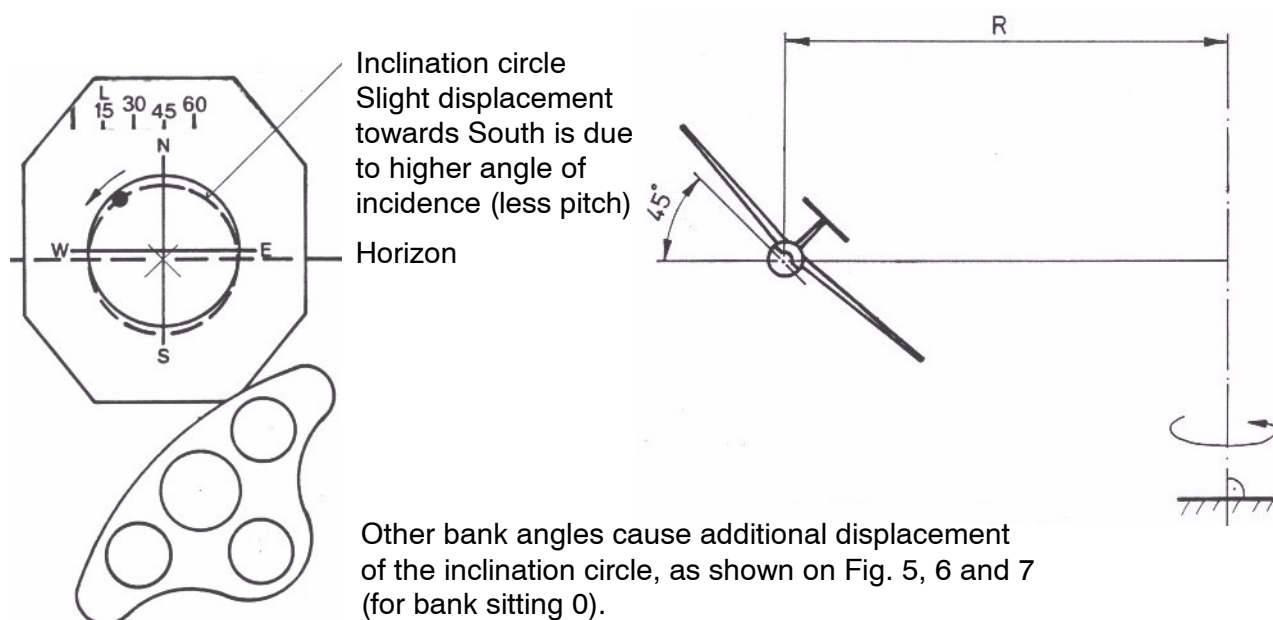 R
Inclination circle
Slight displacement
towards South is due
to higher angle of
incidence (less pitch)
Horizon
L
15 30 45 60
N
W E
S
45°
Other bank angles cause additional displacement
of the inclination circle, as shown on Fig. 5, 6 and 7
(for bank sitting 0).